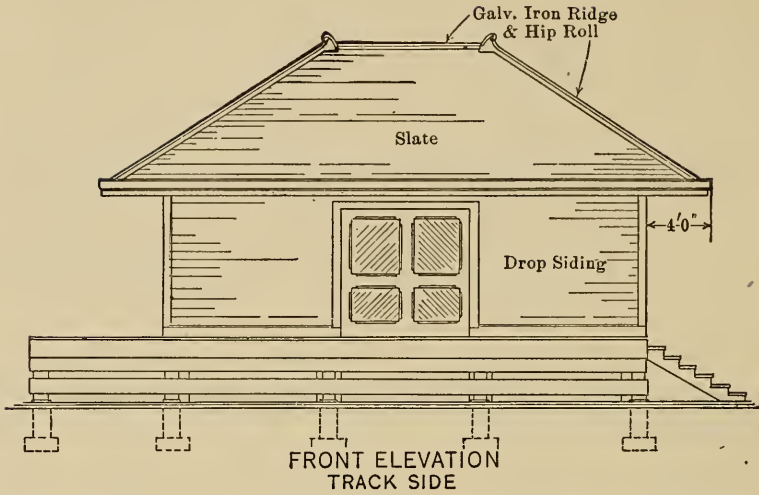 Galv. Iron Ridge
& Hip Roll
Slate
4'0"
Drop Siding
FRONT ELEVATION
TRACK SIDE